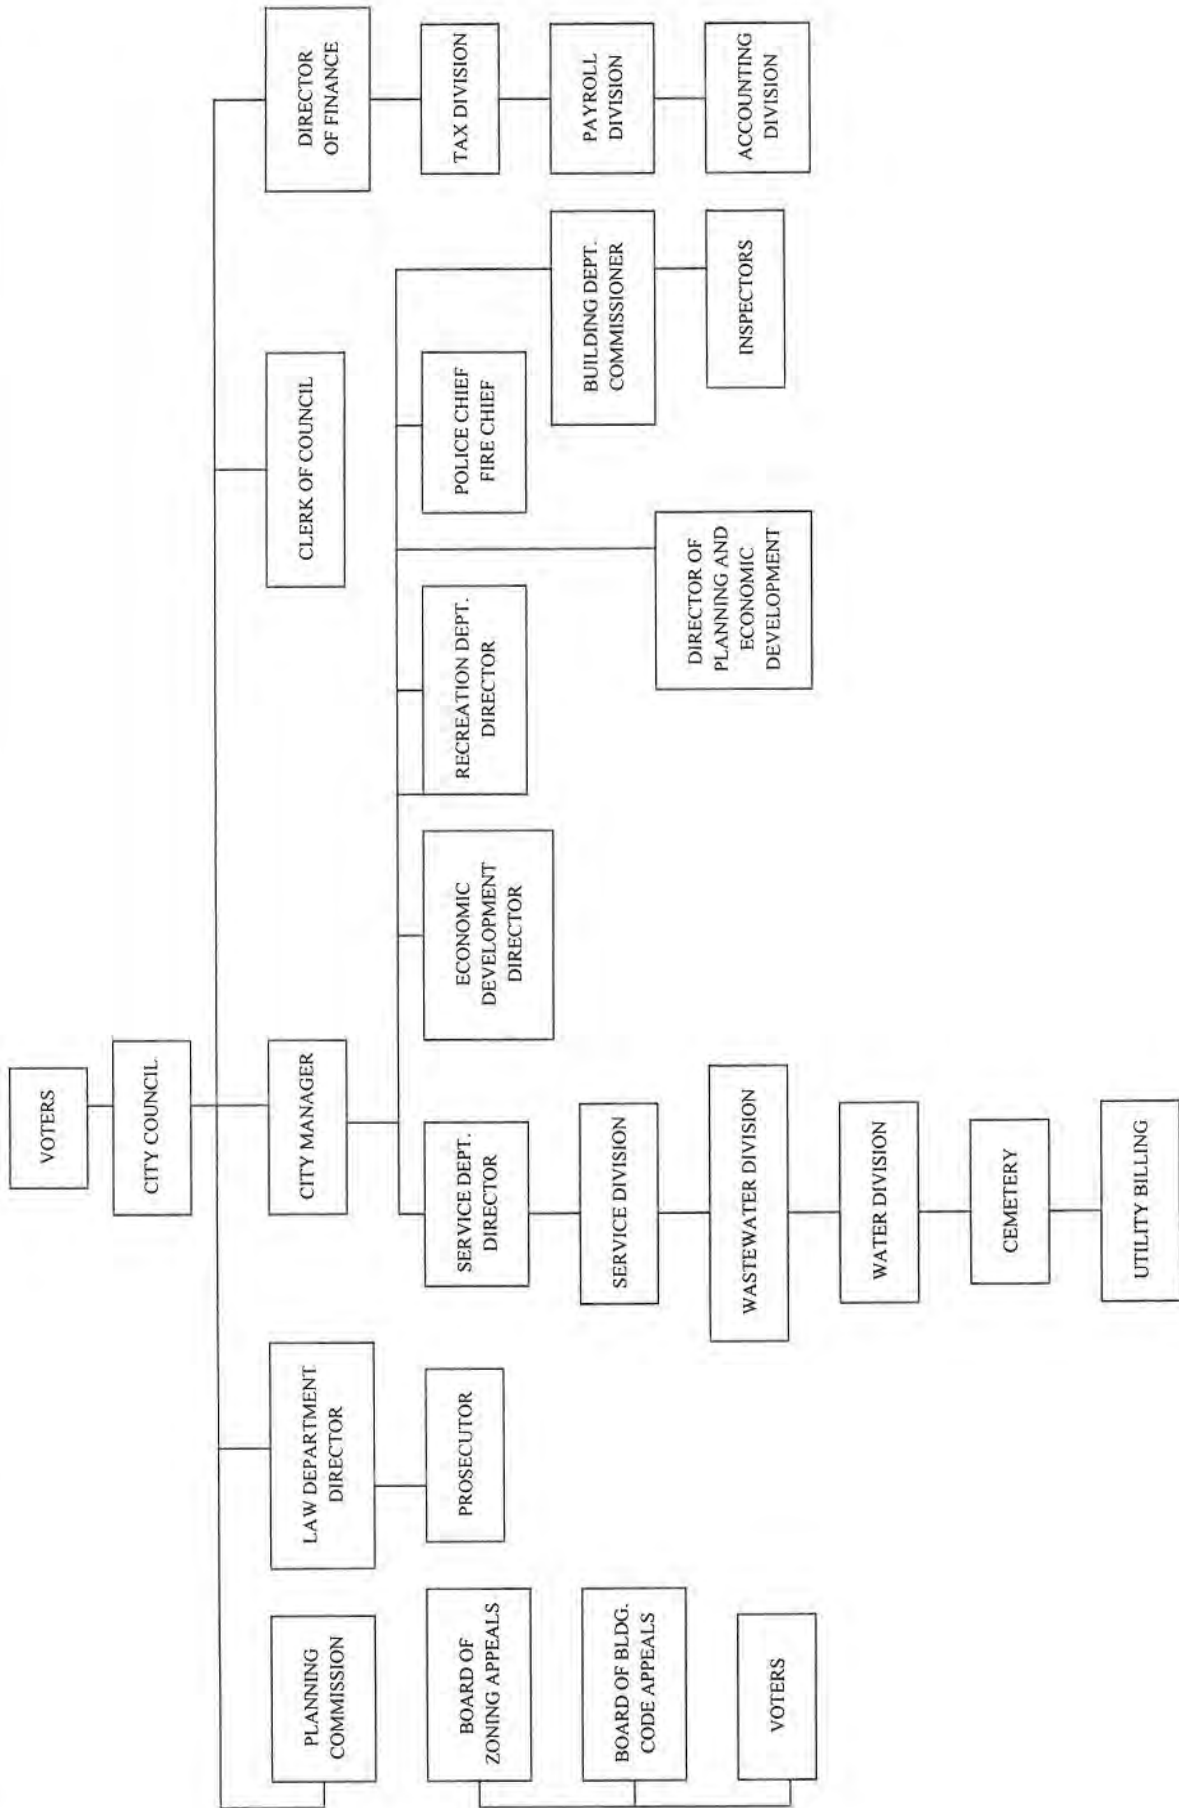 VOTERS
CITY COUNCIL
PLANNING
COMMISSION
LAW DEPARTMENT
DIRECTOR
CITY MANAGER
CLERK OF COUNCIL
DIRECTOR
OF FINANCE
BOARD OF
ZONING APPEALS
PROSECUTOR
SERVICE DEPT.
DIRECTOR
ECONOMIC
DEVELOPMENT
DIRECTOR
RECREATION DEPT.
DIRECTOR
POLICE CHIEF
FIRE CHIEF
TAX DIVISION
BOARD OF BLDG.
CODE APPEALS
SERVICE DIVISION
BUILDING DEPT.
COMMISSIONER
PAYROLL
DIVISION
VOTERS
WASTEWATER DIVISION
DIRECTOR OF
PLANNING AND
ECONOMIC
DEVELOPMENT
INSPECTORS
ACCOUNTING
DIVISION
WATER DIVISION
CEMETERY
UTILITY BILLING